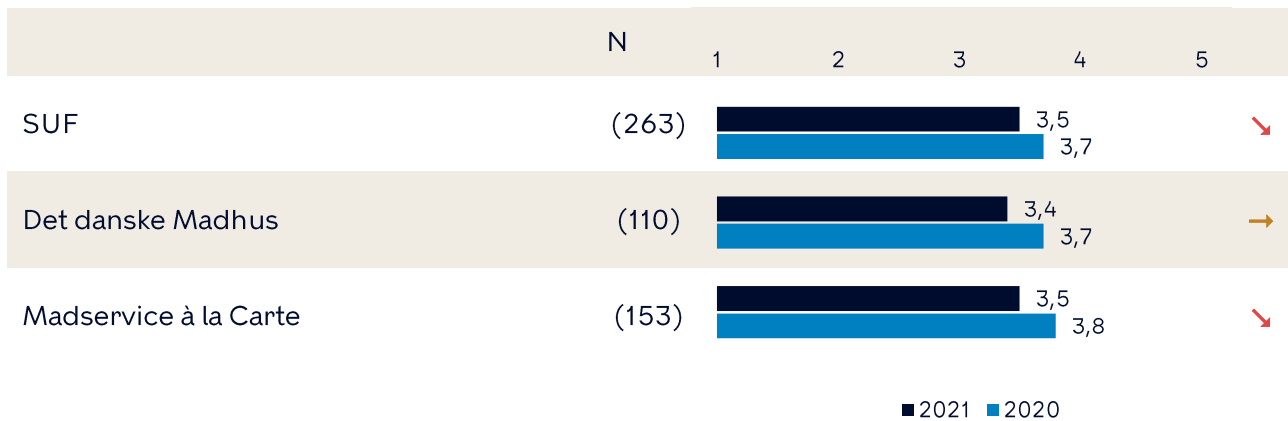 N
1 2 3 4 5
SUF (263) 3,5
3,7
Det danske Madhus (110) 3,4
3,7
Madservice à la Carte (153) 3,5
3,8
2021 2020